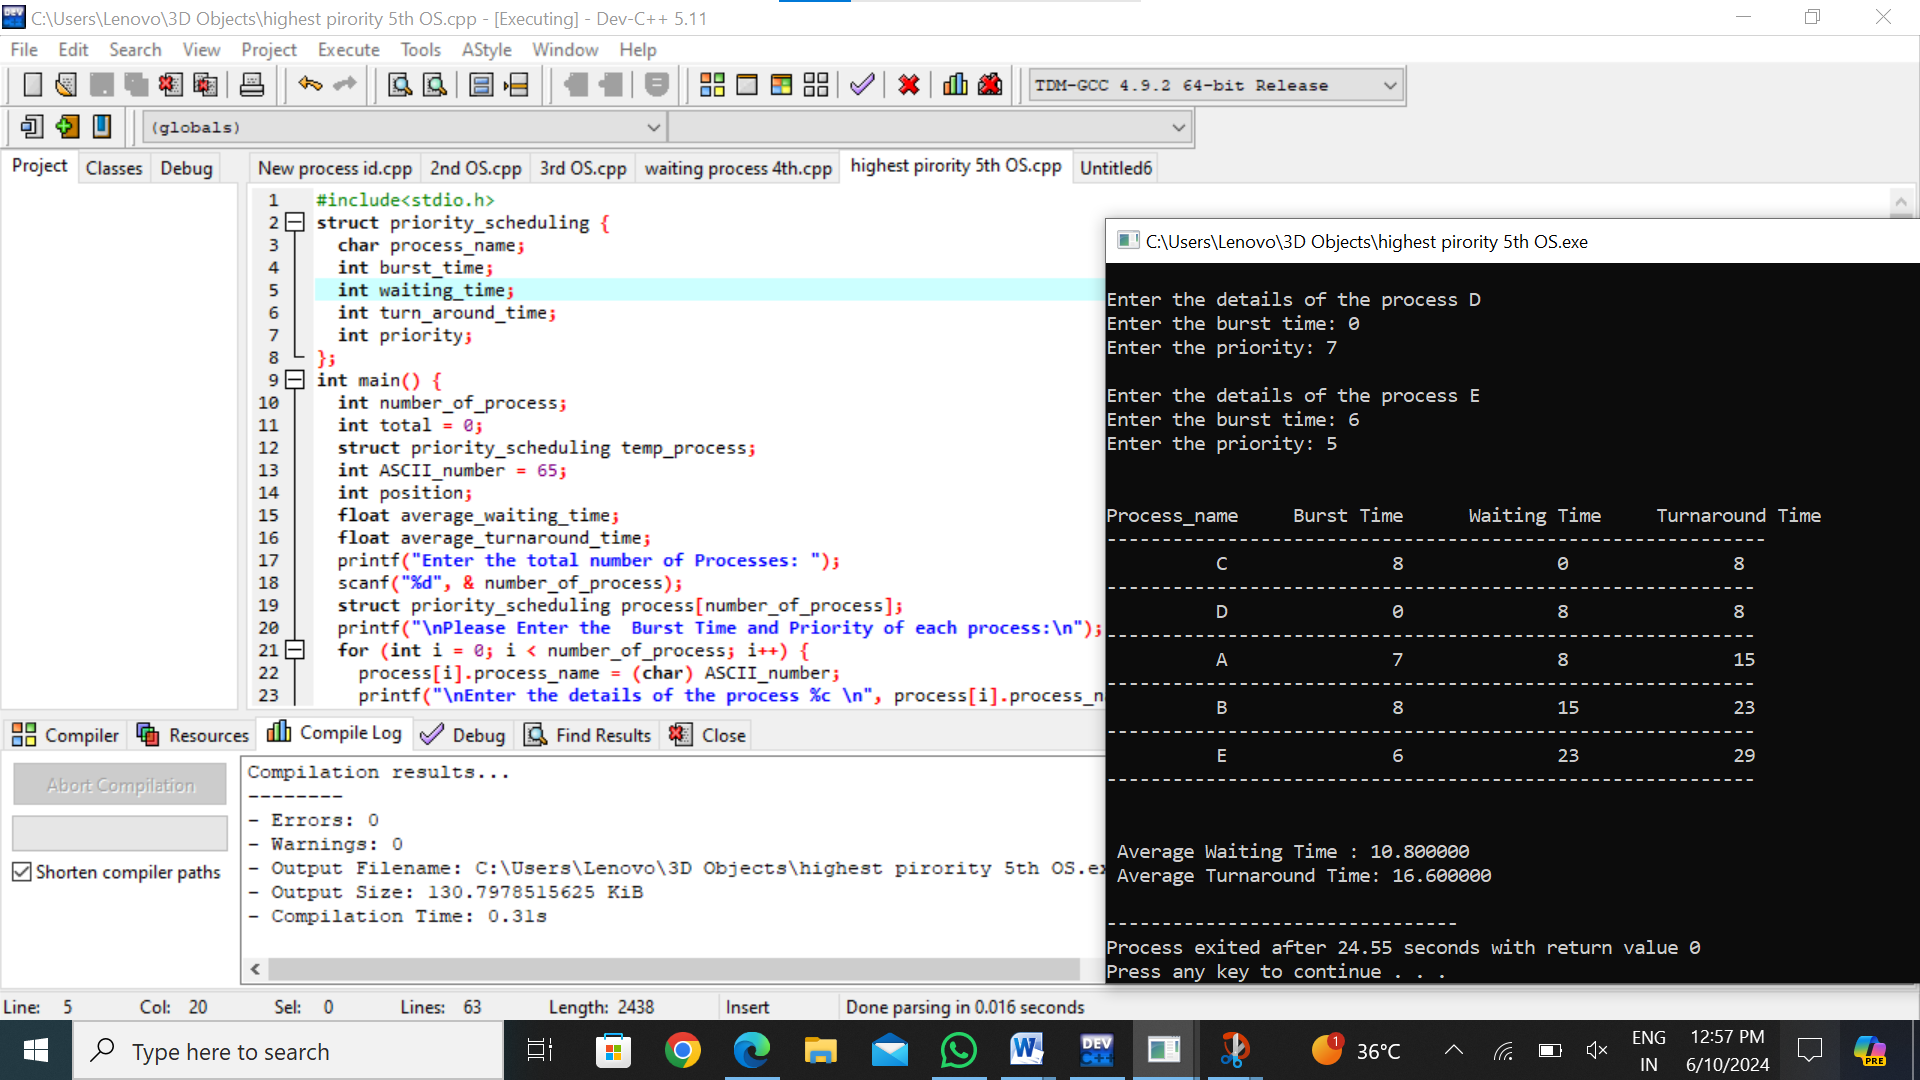 C:\Users\Lenovo\3D Objects\highest pirority 5th OS.cpp - [Executing] - Dev-C++ 5.11
File Edit Search View Project Execute Tools AStyle Window Help
TDM-GCC 4.9.2 64-bit Release
(globals)
Project Classes Debug
New process id.cpp 2nd OS.cpp 3rd OS.cpp waiting process 4th.cpp highest pirority 5th OS.cpp Untitled6
1 #include<stdio.h>
2 struct priority_scheduling {
3 char process_name;
4 int burst_time;
5 int waiting_time;
6 int turn_around_time;
7 int priority;
8 };
9 int main() {
10 int number_of_process;
11 int total = 0;
12 struct priority_scheduling temp_process;
13 int ASCII_number = 65;
14 int position;
15 float average_waiting_time;
16 float average_turnaround_time;
17 printf("Enter the total number of Processes: ");
18 scanf("%d", & number_of_process);
19 struct priority_scheduling process[number_of_process];
20 printf("\nPlease Enter the  Burst Time and Priority of each process:\n");
21 for (int i = 0; i < number_of_process; i++) {
22 process[i].process_name = (char) ASCII_number;
23 printf("\nEnter the details of the process %c \n", process[i].process_n
C:\Users\Lenovo\3D Objects\highest pirority 5th OS.exe
Enter the details of the process D
Enter the burst time: 0
Enter the priority: 7
Enter the details of the process E
Enter the burst time: 6
Enter the priority: 5
Process_name Burst Time Waiting Time Turnaround Time
------------------------------------------------------------
C 8 0 8
-----------------------------------------------------------
D 0 8 8
-----------------------------------------------------------
A 7 8 15
-----------------------------------------------------------
B 8 15 23
-----------------------------------------------------------
E 6 23 29
-----------------------------------------------------------
Average Waiting Time : 10.800000
Average Turnaround Time: 16.600000
--------------------------------
Process exited after 24.55 seconds with return value 0
Press any key to continue . . .
Compiler Resources Compile Log Debug Find Results Close
Abort Compilation
Shorten compiler paths
Compilation results...
--------
- Errors: 0
- Warnings: 0
- Output Filename: C:\Users\Lenovo\3D Objects\highest pirority 5th OS.ex
- Output Size: 130.7978515625 KiB
- Compilation Time: 0.31s
Line: 5 Col: 20 Sel: 0 Lines: 63 Length: 2438 Insert Done parsing in 0.016 seconds
Type here to search
DEV C++
1
36°C
ENG
IN
12:57 PM
6/10/2024
PRE